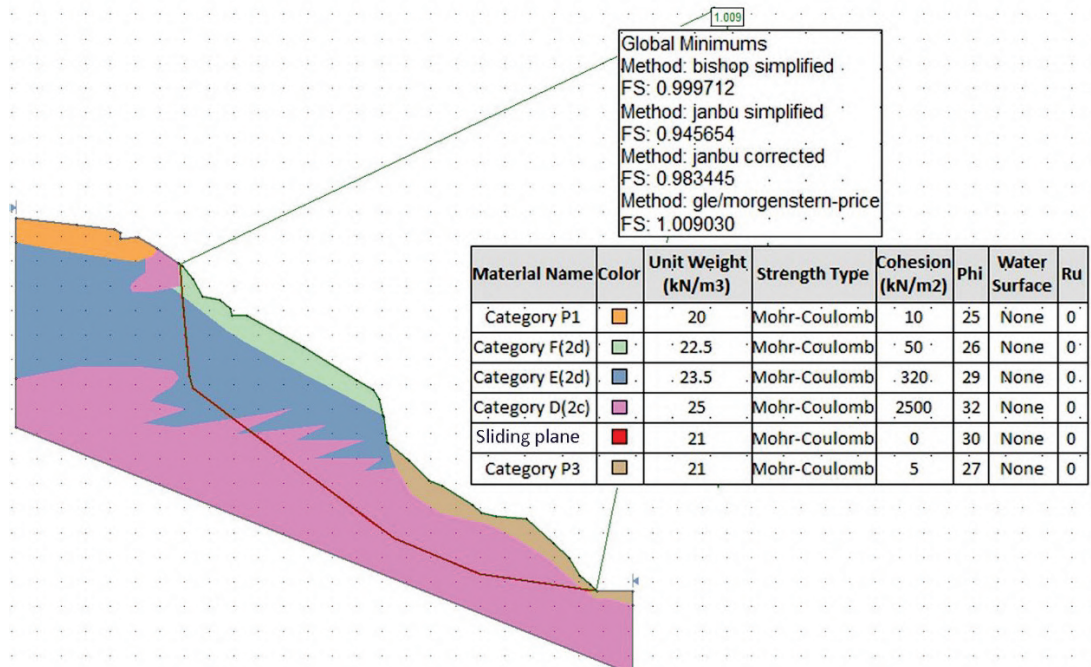 1.009
Global Minimums
Method: bishop simplified
FS: 0.999712
Method: janbu simplified
FS: 0.945654
Method: janbu corrected
FS: 0.983445
Method: gle/morgenstern-price
FS: 1.009030
Material Name Color Unit Weight (kN/m3) Strength Type Cohesion (kN/m2) Phi Water Surface Ru
Category P1 20 Mohr-Coulomb 10 25 None 0
Category F(2d) 22.5 Mohr-Coulomb 50 26 None 0
Category E(2d) 23.5 Mohr-Coulomb 320 29 None 0
Category D(2c) 25 Mohr-Coulomb 2500 32 None 0
Sliding plane 21 Mohr-Coulomb 0 30 None 0
Category P3 21 Mohr-Coulomb 5 27 None 0